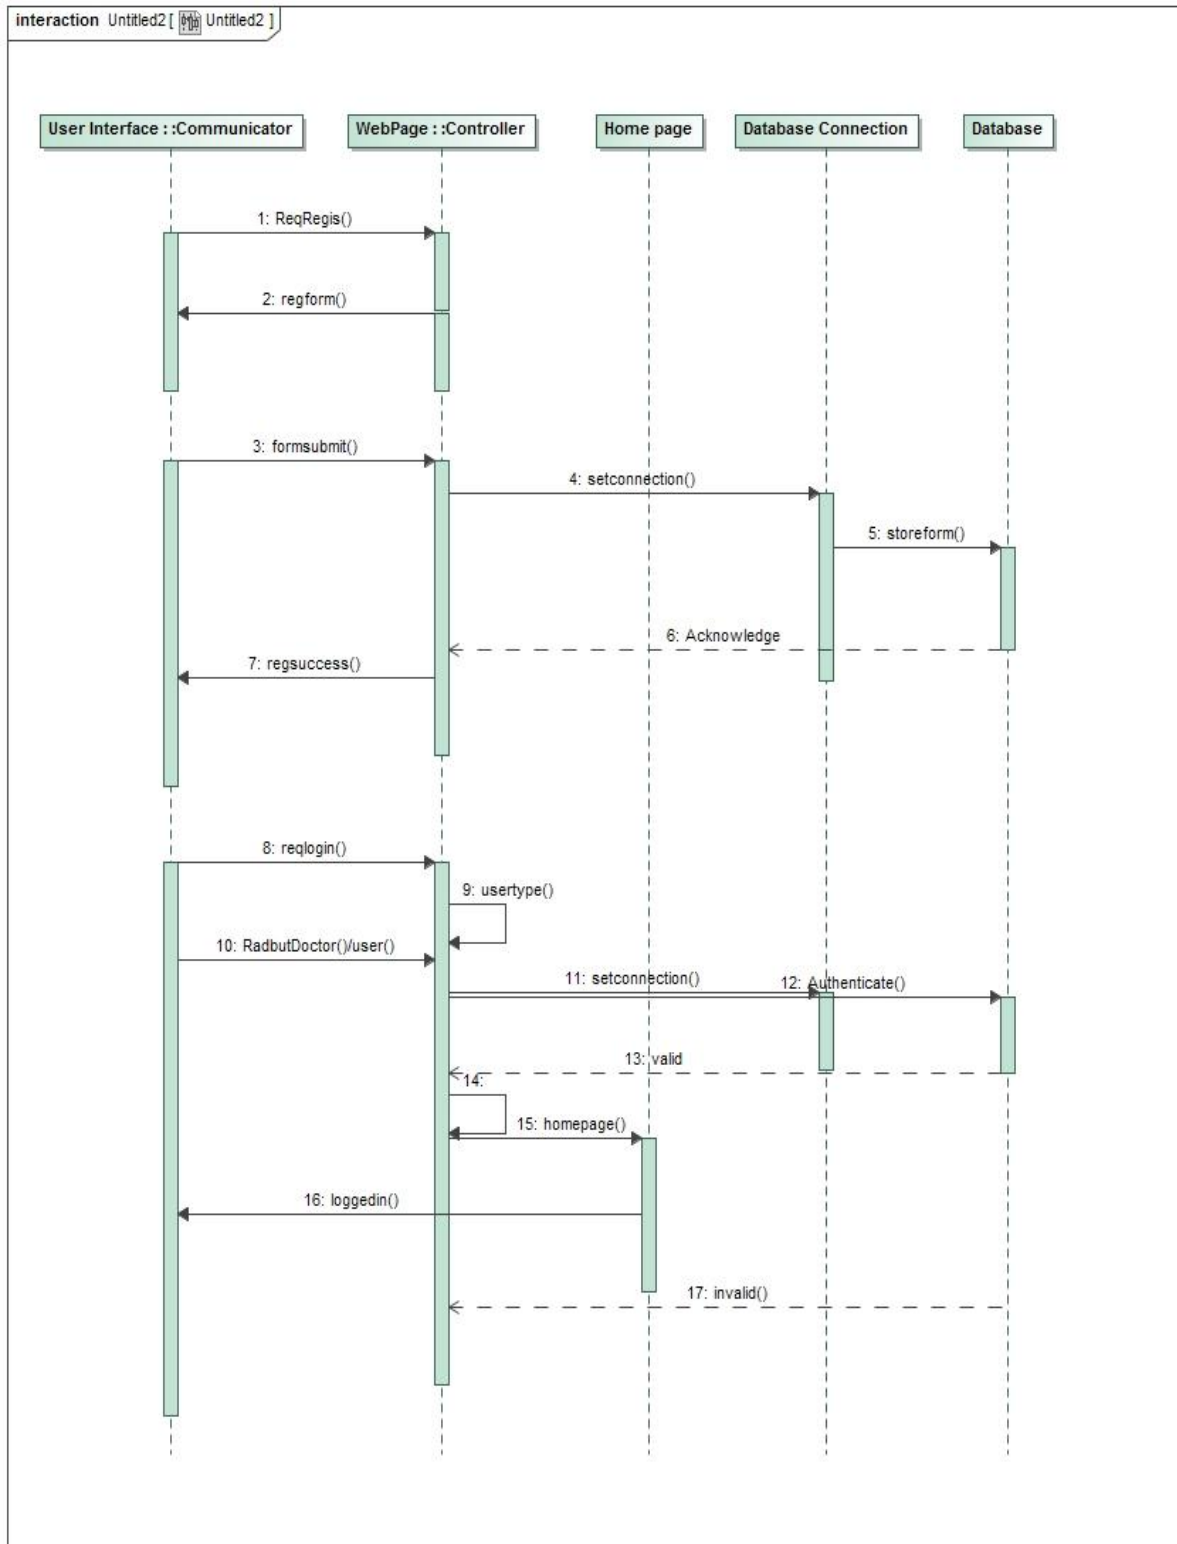 interaction Untitled2 [ Untitled2 ]
User Interface : :Communicator
WebPage : :Controller
Home page
Database Connection
Database
1: ReqRegis()
2: regform()
3: formsubmit()
4: setconnection()
5: storeform()
6: Acknowledge
7: regsuccess()
8: reqlogin()
9: usertype()
10: RadbutDoctor()/user()
11: setconnection()
12: Authenticate()
13: valid
14:
15: homepage()
16: loggedin()
17: invalid()